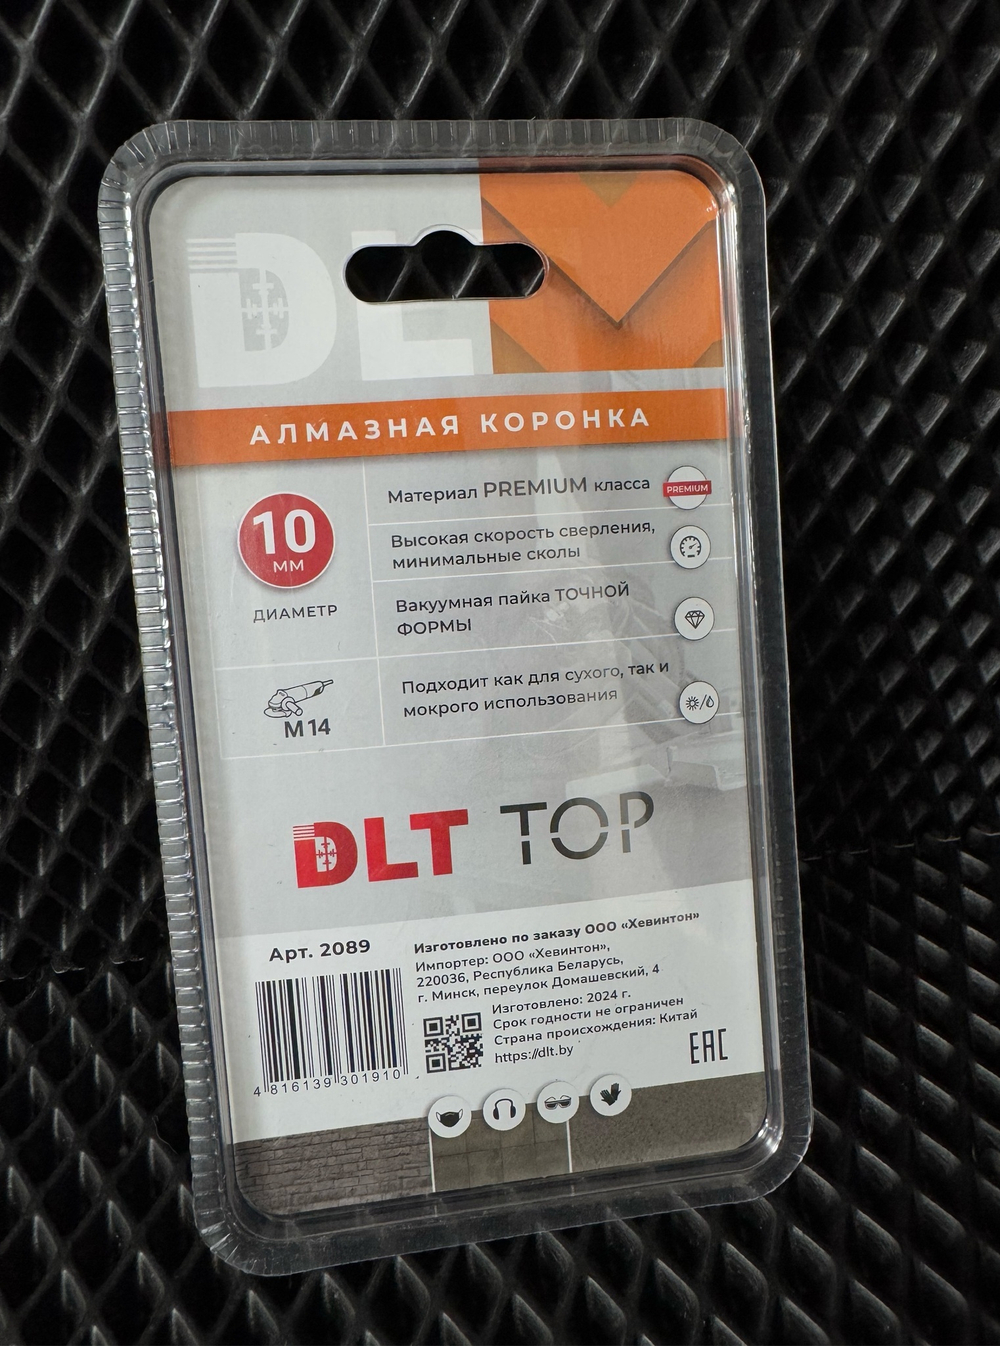 DLT
АЛМАЗНАЯ КОРОНКА
10
ММ
ДИАМЕТР
M14
Материал PREMIUM класса
PREMIUM
Высокая скорость сверления,
минимальные сколы
Вакуумная пайка ТОЧНОЙ
ФОРМЫ
Подходит как для сухого, так и
мокрого использования
DLT TOP
Арт. 2089
4 816139 301910
Изготовлено по заказу ООО «Хевинтон»
Импортер: ООО «Хевинтон»,
220036, Республика Беларусь,
г. Минск, переулок Домашевский, 4
Изготовлено: 2024 г.
Срок годности не ограничен
Страна происхождения: Китай
https://dlt.by
EAC